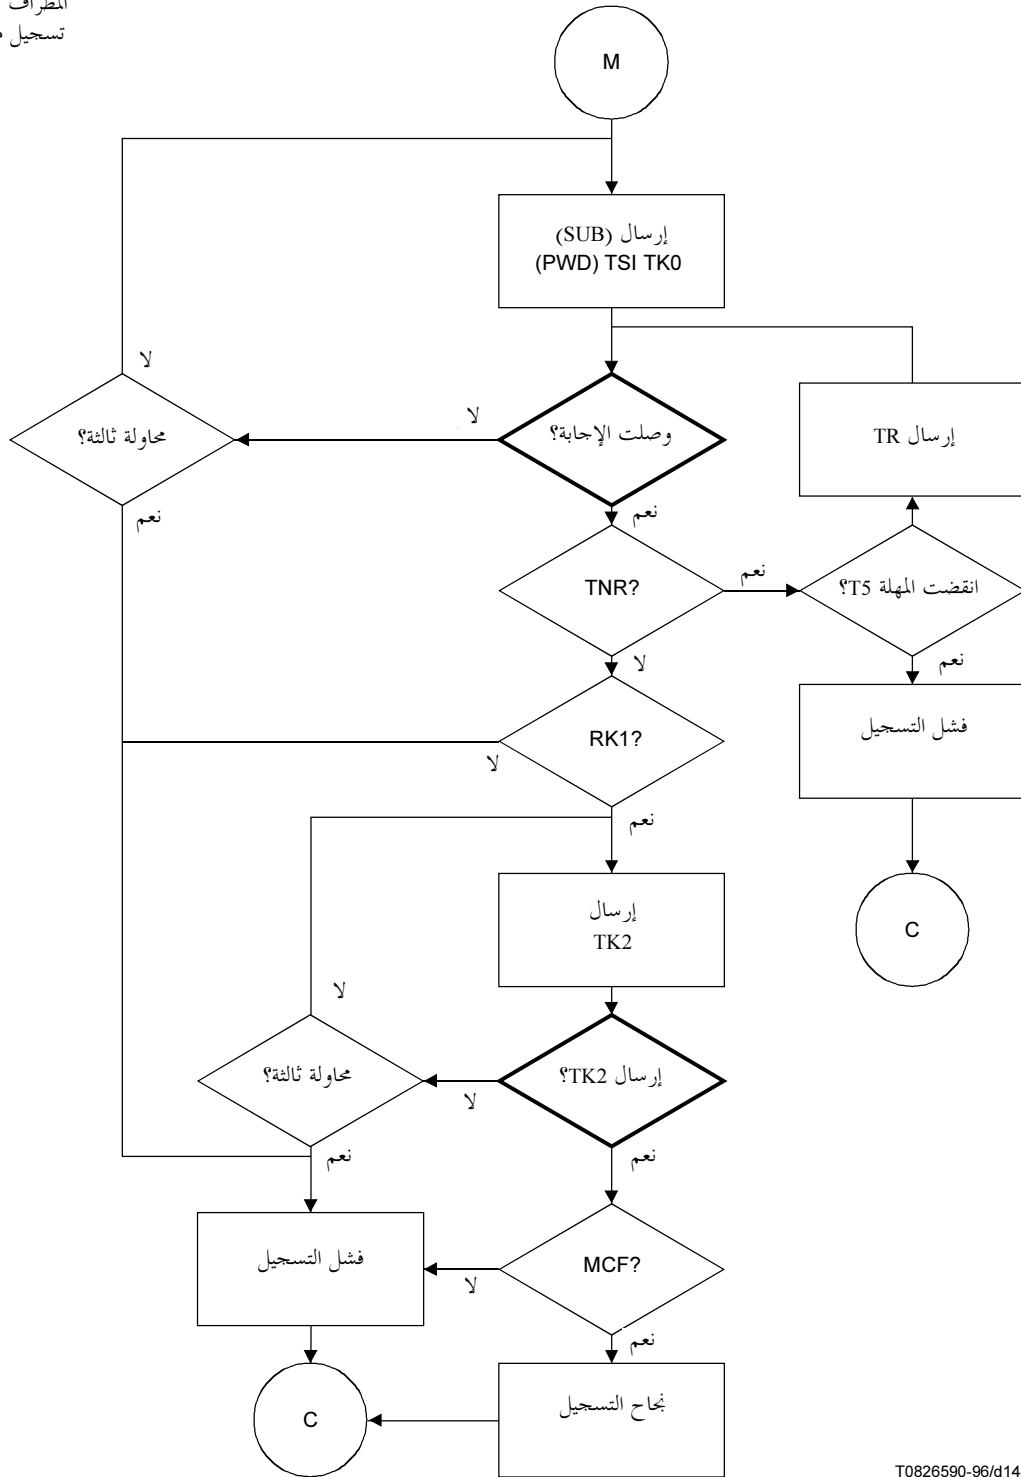 المطراف
تسجيل
M
إرسال (SUB)
(PWD) TSI TK0
لا
محاولة ثالثة؟
لا
وصلت الإجابة؟
إرسال TR
نعم
نعم
TNR?
نعم
انقضت المهلة T5؟
لا
نعم
RK1?
لا
فشل التسجيل
نعم
إرسال
TK2
C
لا
محاولة ثالثة؟
لا
إرسال TK2؟
نعم
نعم
فشل التسجيل
لا
MCF?
نعم
C
نجاح التسجيل
T0826590-96/d14